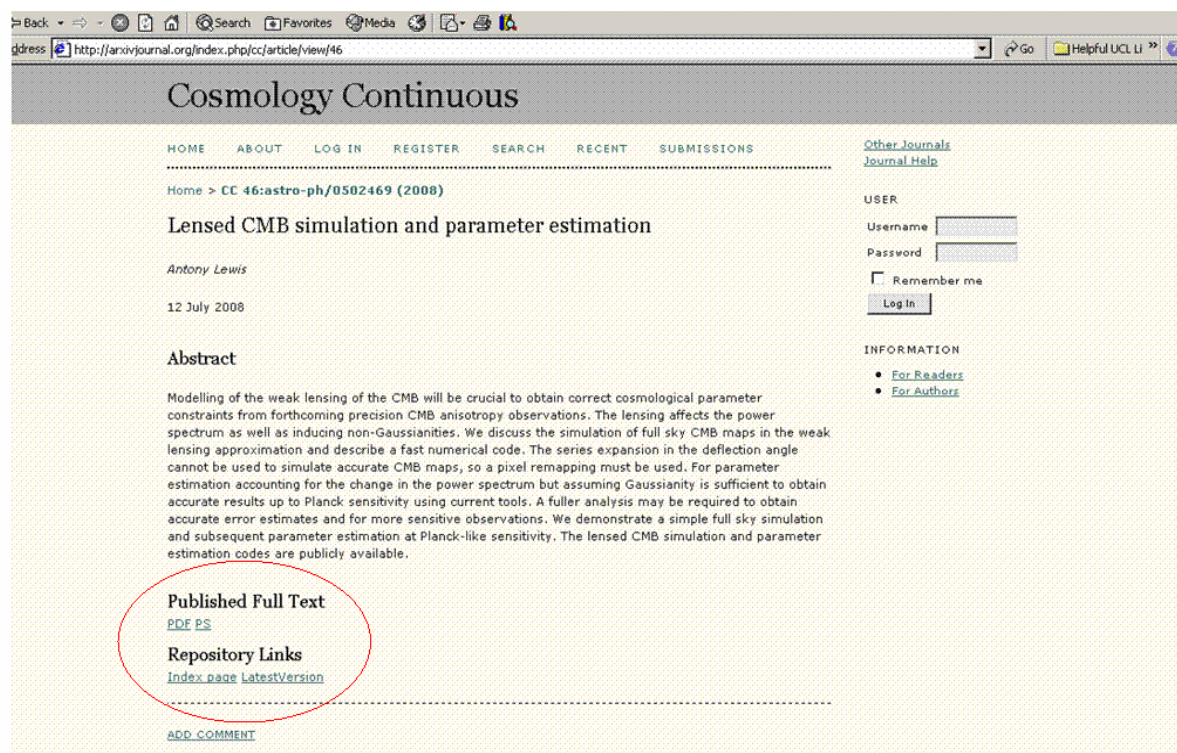 Back Search Favorites Media
ddress http://arxivjournal.org/index.php/cc/article/view/46 Go Helpful UCL Li »
Cosmology Continuous
HOME ABOUT LOG IN REGISTER SEARCH RECENT SUBMISSIONS
Other Journals
Journal Help
Home > CC 46:astro-ph/0502469 (2008)
USER
Lensed CMB simulation and parameter estimation
Username
Password
Antony Lewis
Remember me
12 July 2008
Log In
INFORMATION
Abstract
For Readers
For Authors
Modelling of the weak lensing of the CMB will be crucial to obtain correct cosmological parameter
constraints from forthcoming precision CMB anisotropy observations. The lensing affects the power
spectrum as well as inducing non-Gaussianities. We discuss the simulation of full sky CMB maps in the weak
lensing approximation and describe a fast numerical code. The series expansion in the deflection angle
cannot be used to simulate accurate CMB maps, so a pixel remapping must be used. For parameter
estimation accounting for the change in the power spectrum but assuming Gaussianity is sufficient to obtain
accurate results up to Planck sensitivity using current tools. A fuller analysis may be required to obtain
accurate error estimates and for more sensitive observations. We demonstrate a simple full sky simulation
and subsequent parameter estimation at Planck-like sensitivity. The lensed CMB simulation and parameter
estimation codes are publicly available.
Published Full Text
PDF PS
Repository Links
Index page LatestVersion
ADD COMMENT